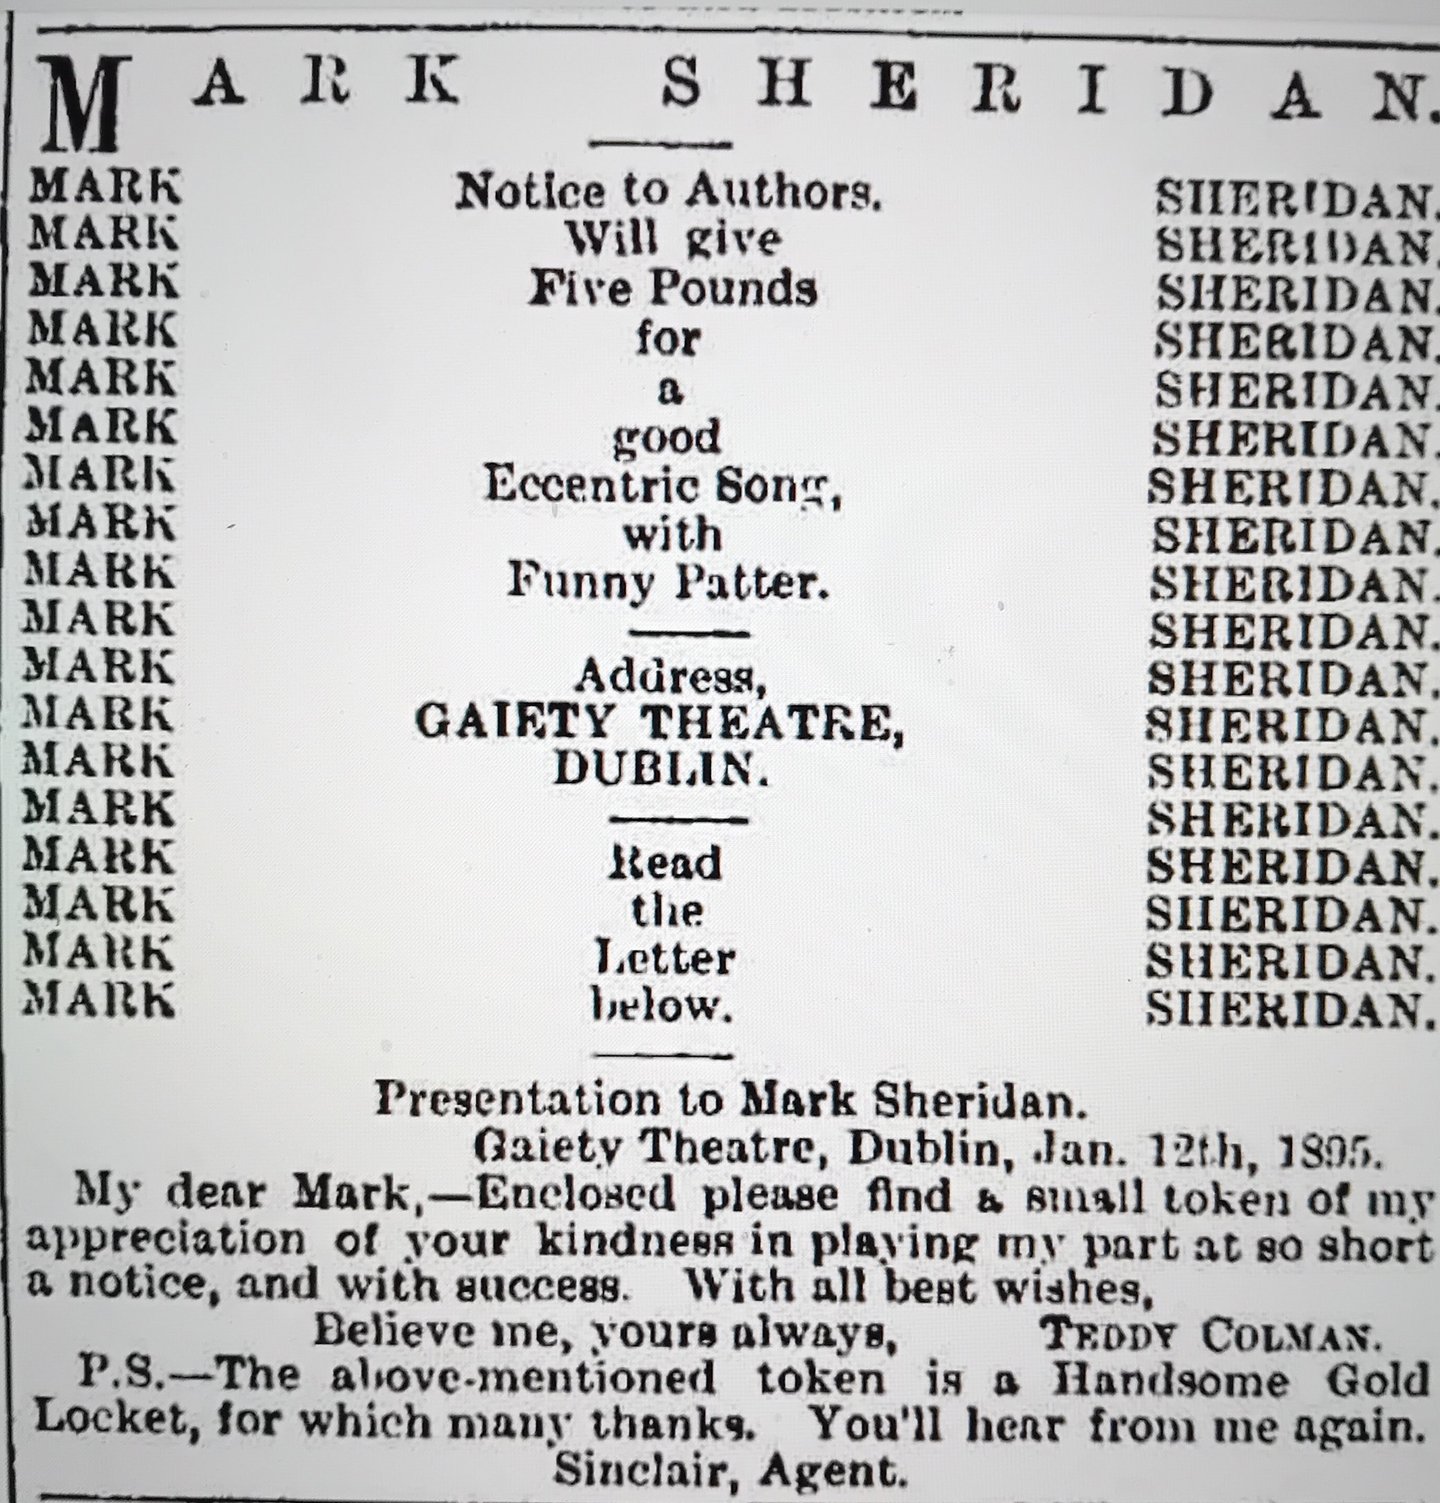 MARK SHERIDAN.
MARK Notice to Authors. SHERIDAN.
MARK Will give SHERIDAN.
MARK Five Pounds SHERIDAN.
MARK for SHERIDAN.
MARK a SHERIDAN.
MARK good SHERIDAN.
MARK Eccentric Song, SHERIDAN.
MARK with SHERIDAN.
MARK Funny Patter. SHERIDAN.
MARK SHERIDAN.
MARK Address, SHERIDAN.
MARK GAIETY THEATRE, SHERIDAN.
MARK DUBLIN. SHERIDAN.
MARK SHERIDAN.
MARK Read SHERIDAN.
MARK the SHERIDAN.
MARK Letter SHERIDAN.
MARK below. SHERIDAN.
Presentation to Mark Sheridan.
Gaiety Theatre, Dublin, Jan. 12th, 1895.
My dear Mark,—Enclosed please find a small token of my
appreciation of your kindness in playing my part at so short
a notice, and with success. With all best wishes,
Believe me, yours always, TEDDY COLMAN.
P.S.—The above-mentioned token is a Handsome Gold
Locket, for which many thanks. You'll hear from me again.
Sinclair, Agent.